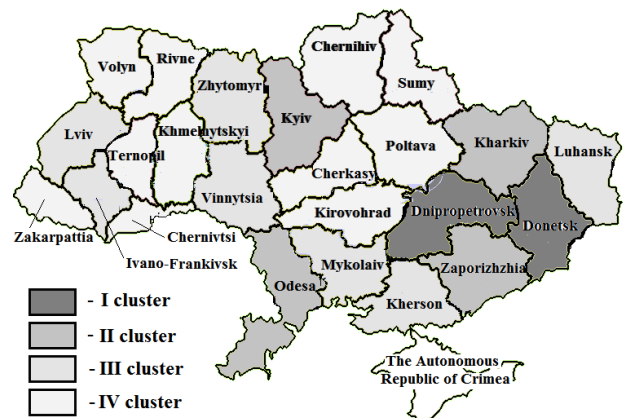 Chernihiv
Volyn
Rivne
Sumy
Zhytomyr
Kyiv
Lviv
Khmelnytskyi
Ternopil
Poltava
Kharkiv
Luhansk
Cherkasy
Vinnytsia
Kirovohrad
Dnipropetrovsk
Donetsk
Zakarpattia
Chernivtsi
Ivano-Frankivsk
Mykolaiv
Zaporizhzhia
Odesa
Kherson
- I cluster
- II cluster
- III cluster
- IV cluster
The Autonomous
Republic of Crimea